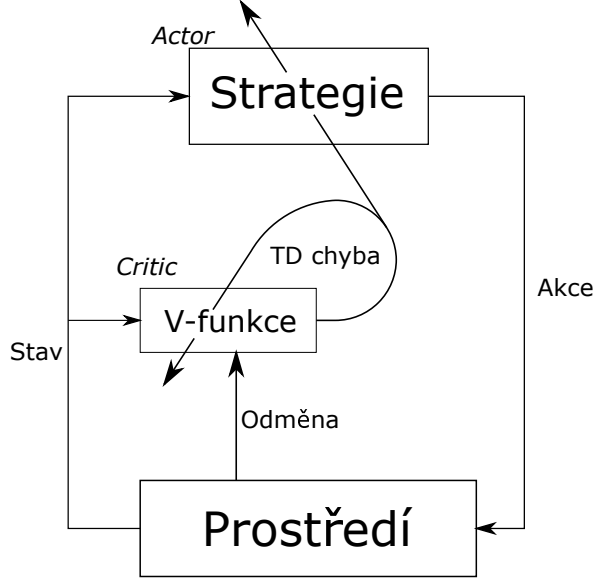 Actor
Strategie
TD chyba
Critic
V-funkce
Akce
Stav
Odměna
Prostředí